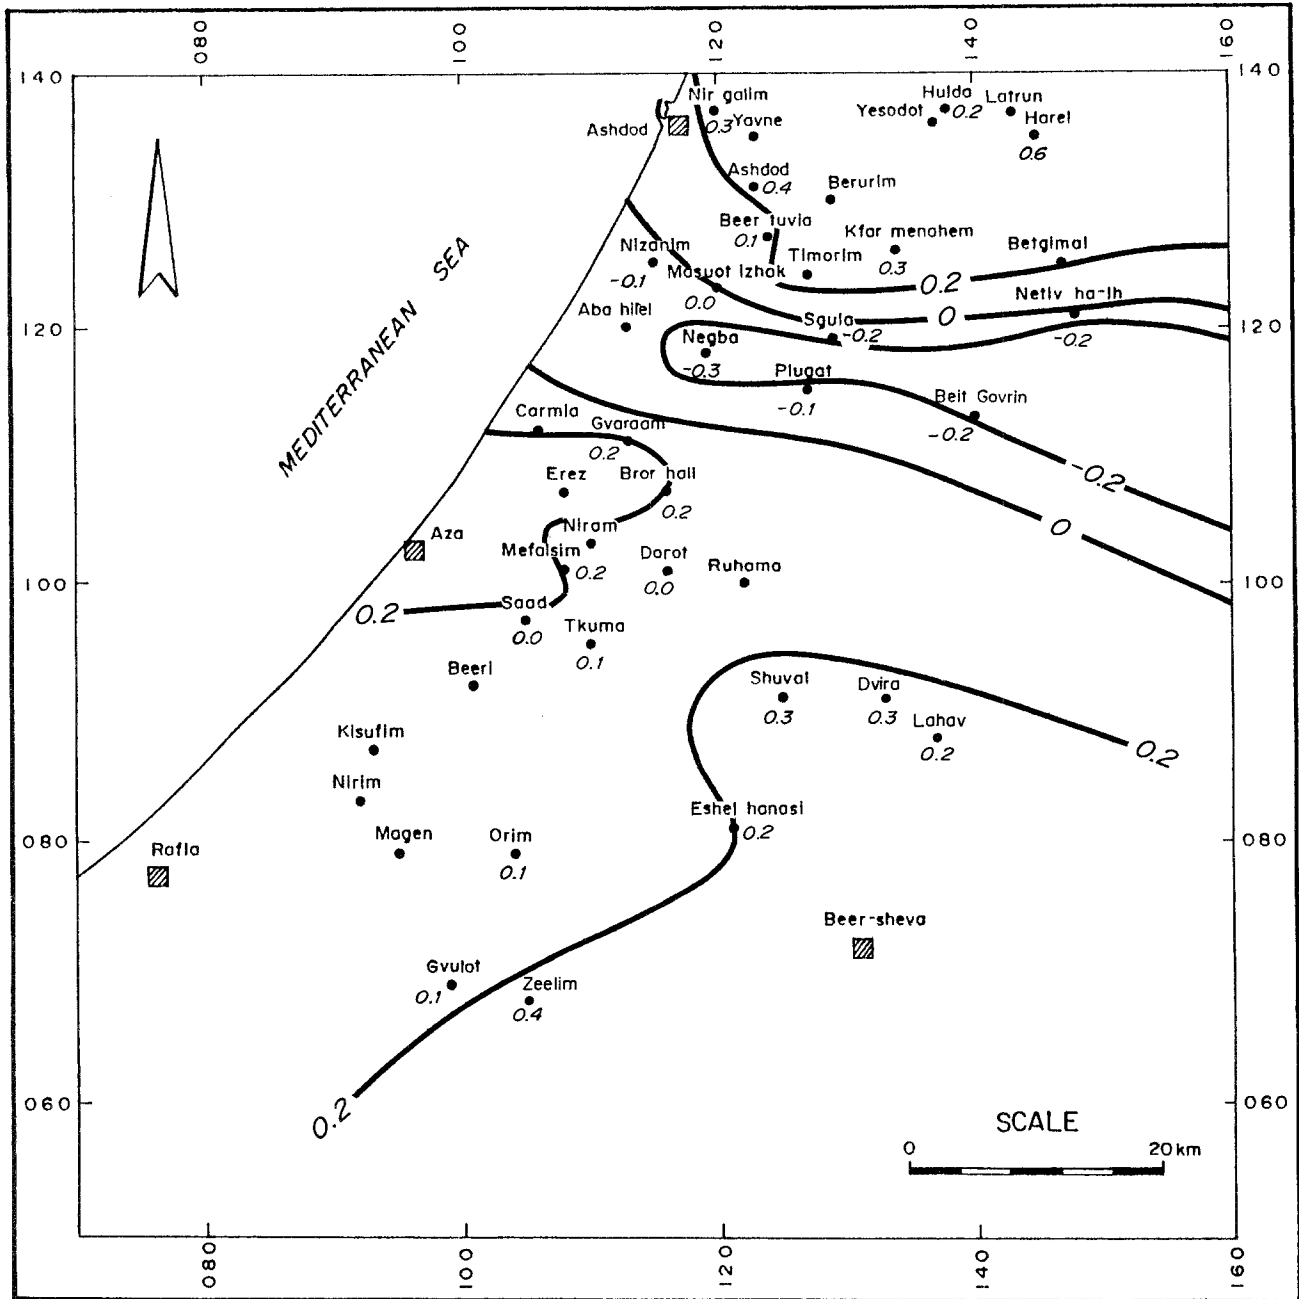 080
100
120
140
160
140
140
Nir galim
0.3
Yavne
Ashdod
Hulda
0.2
Latrun
Yesodot
Harel
0.6
Ashdod
0.4
Berurim
Beer tuvia
0.1
Kfar menahem
0.3
Betgimal
MEDITERRANEAN SEA
Nizanim
-0.1
Timorim
Masuot Izhak
0.0
0.2
Netiv ha-lh
-0.2
Aba hilel
0
120
120
Sgula
-0.2
Negba
-0.3
Plugat
-0.1
Beit Govrin
-0.2
Carmia
Gvaraam
0.2
Erez
Bror hail
0.2
-0.2
0
Aza
Niram
0.2
Mefalsim
Dorot
0.0
Ruhama
100
100
0.2
Saad
0.0
Tkuma
0.1
Beeri
Shuval
0.3
Dvira
0.3
Lahav
0.2
0.2
Kisufim
Nirim
Eshel hanasi
0.2
Magen
Orim
0.1
080
080
Rafia
Beer-sheva
Gvulot
0.1
Zeelim
0.4
060
060
0.2
SCALE
0
20 km
080
100
120
140
160